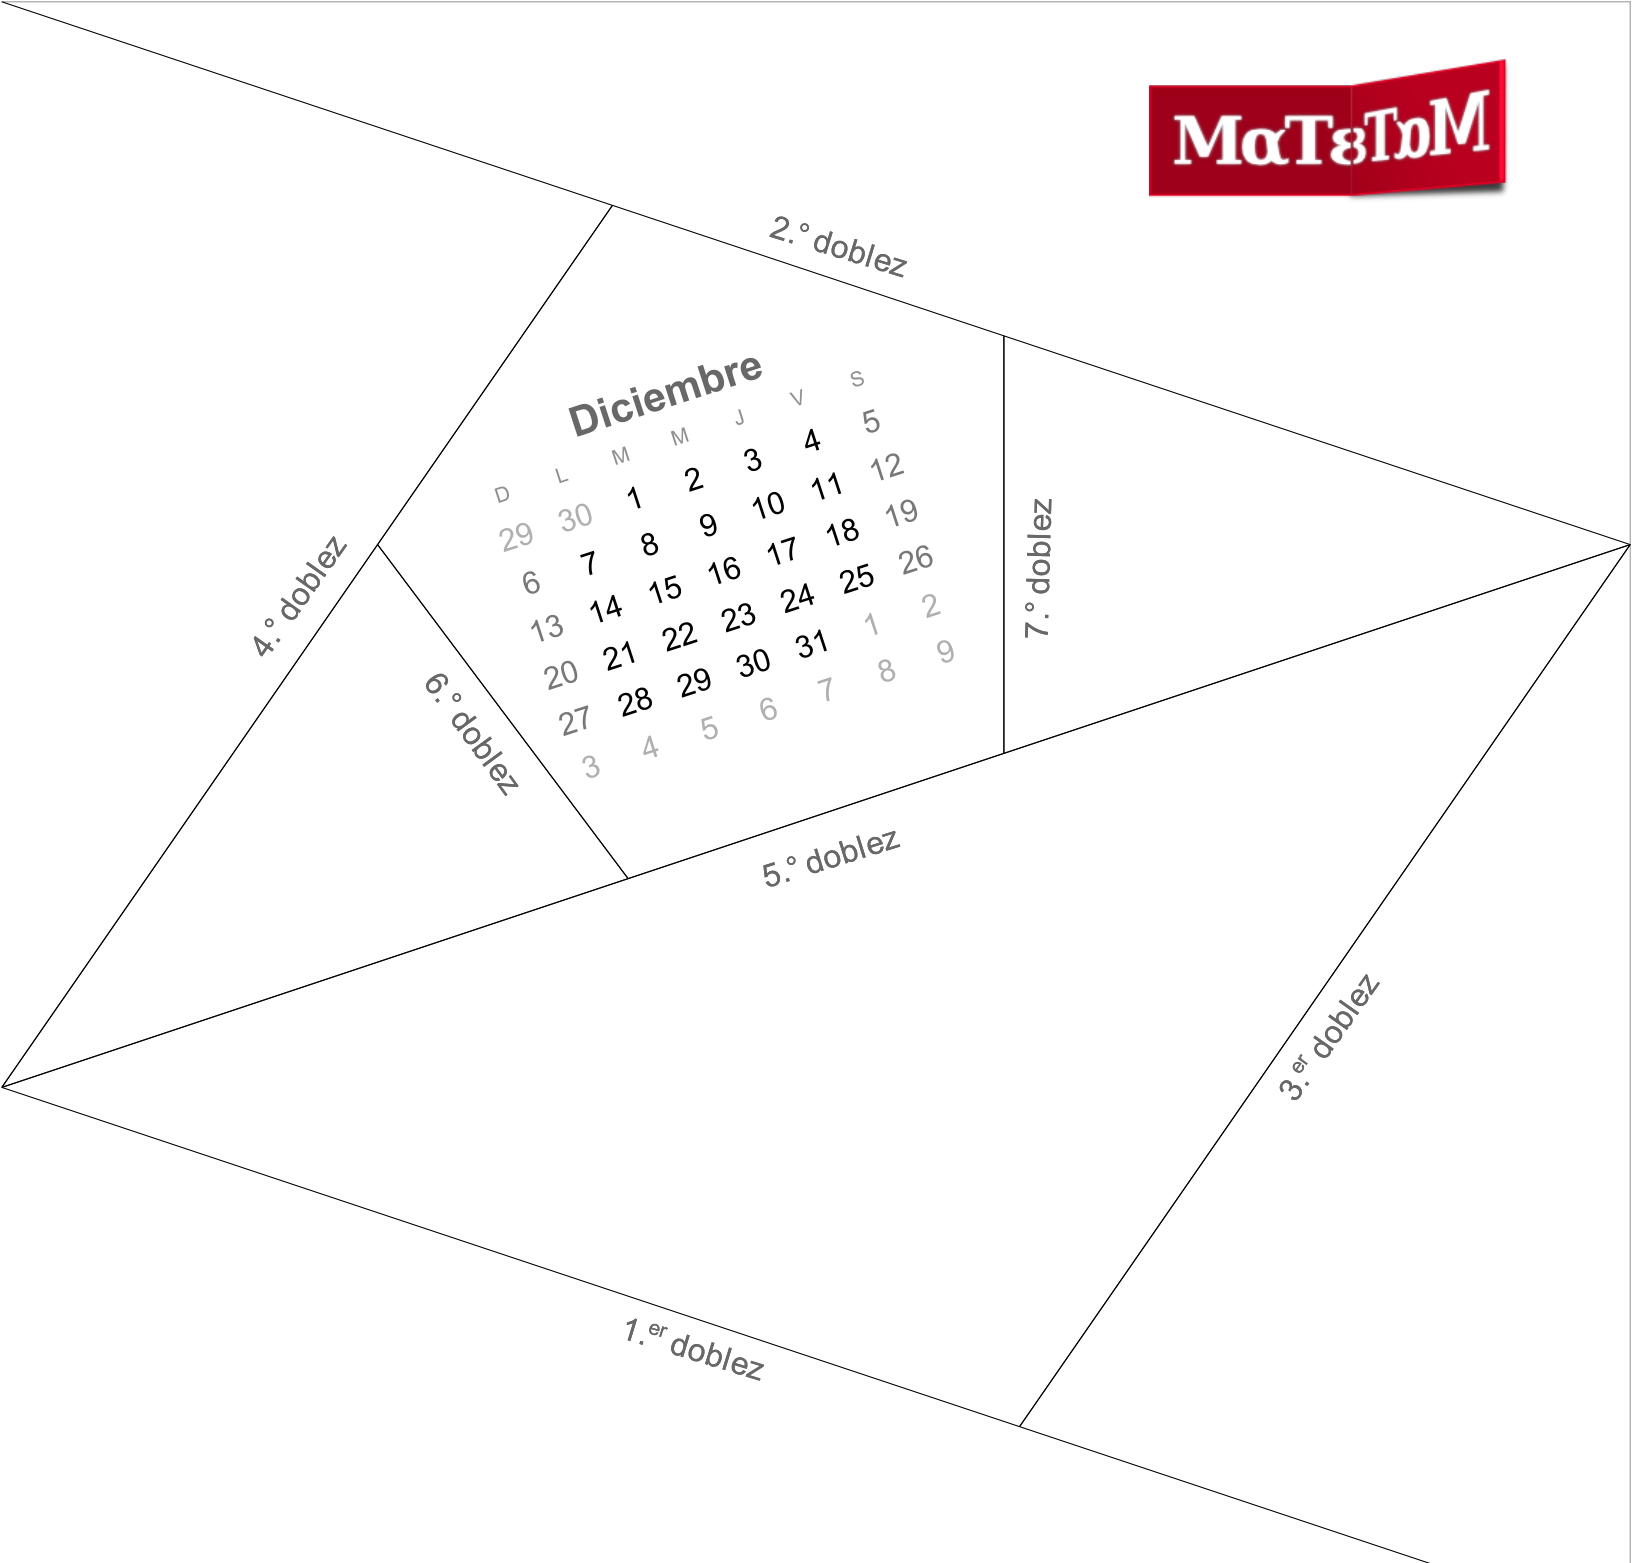 MαTεTαM
2.° doblez
Diciembre
D L M M J V S
29 30 1 2 3 4 5
6 7 8 9 10 11 12
13 14 15 16 17 18 19
20 21 22 23 24 25 26
27 28 29 30 31 1 2
3 4 5 6 7 8 9
4.° doblez
7.° doblez
6.° doblez
5.° doblez
3.er doblez
1.er doblez